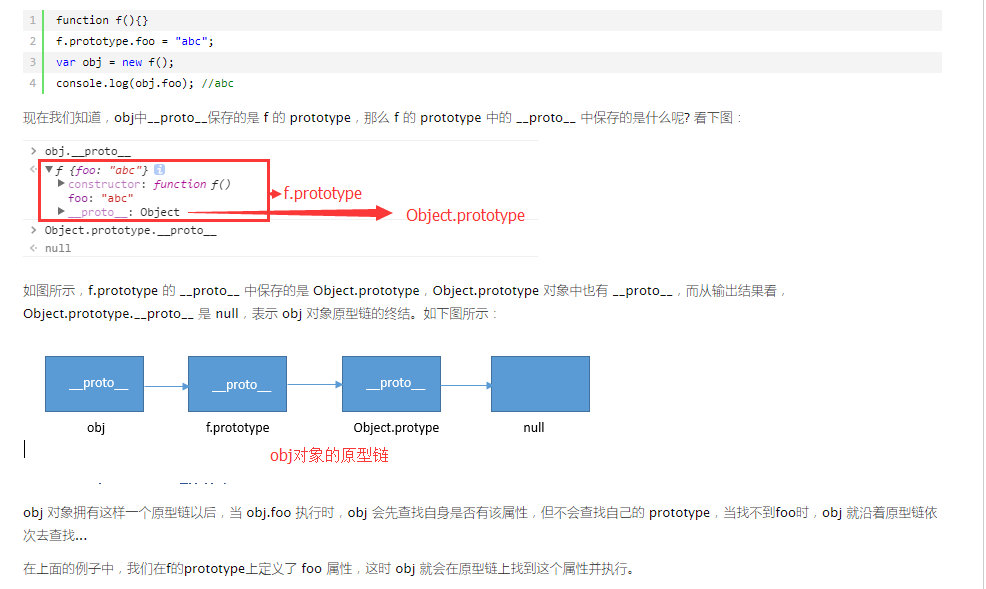 1 function f(){}
2 f.prototype.foo = "abc";
3 var obj = new f();
4 console.log(obj.foo); //abc
现在我们知道，obj中__proto__保存的是 f 的 prototype，那么 f 的 prototype 中的 __proto__ 中保存的是什么呢? 看下图：
> obj.__proto__
▼f {foo: "abc"} i
▶constructor: function f()
f.prototype
foo: "abc"
▶__proto__: Object
Object.prototype
> Object.prototype.__proto__
null
如图所示，f.prototype 的 __proto__ 中保存的是 Object.prototype，Object.prototype 对象中也有 __proto__，而从输出结果看，
Object.prototype.__proto__ 是 null，表示 obj 对象原型链的终结。如下图所示：
__proto__ __proto__ __proto__
obj f.prototype Object.protype null
obj对象的原型链
obj 对象拥有这样一个原型链以后，当 obj.foo 执行时，obj 会先查找自身是否有该属性，但不会查找自己的 prototype，当找不到foo时，obj 就沿着原型链依
次去查找...
在上面的例子中，我们在f的prototype上定义了 foo 属性，这时 obj 就会在原型链上找到这个属性并执行。